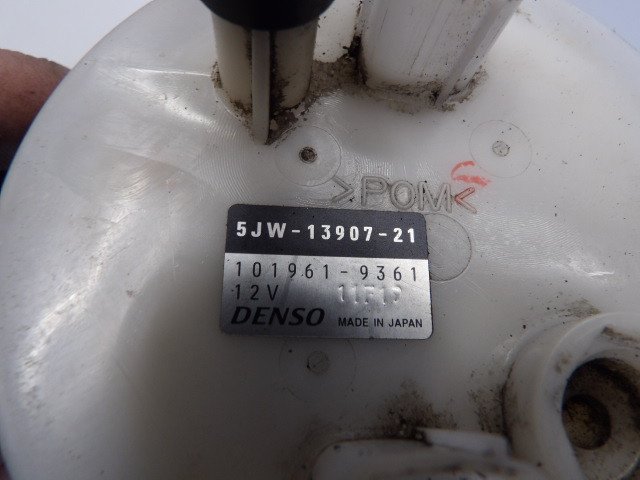 >POM<
5JW-13907-21
101961-9361
12V
DENSO MADE IN JAPAN